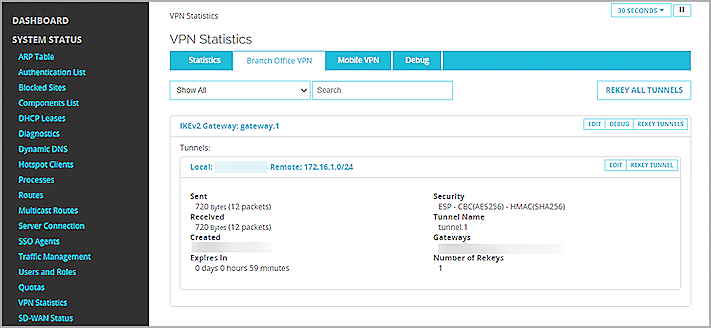 DASHBOARD
SYSTEM STATUS
ARP Table
Authentication List
Blocked Sites
Components List
DHCP Leases
Diagnostics
Dynamic DNS
Hotspot Clients
Processes
Routes
Multicast Routes
Server Connection
SSO Agents
Traffic Management
Users and Roles
Quotas
VPN Statistics
SD-WAN Status
VPN Statistics
30 SECONDS
VPN Statistics
Statistics Branch Office VPN Mobile VPN Debug
Show All Search REKEY ALL TUNNELS
IKEv2 Gateway: gateway.1 EDIT DEBUG REKEY TUNNELS
Tunnels:
Local: Remote: 172.16.1.0/24 EDIT REKEY TUNNEL
Sent
720 Bytes (12 packets)
Received
720 Bytes (12 packets)
Created
Expires In
0 days 0 hours 59 minutes
Security
ESP - CBC(AES256) - HMAC(SHA256)
Tunnel Name
tunnel.1
Gateways
Number of Rekeys
1